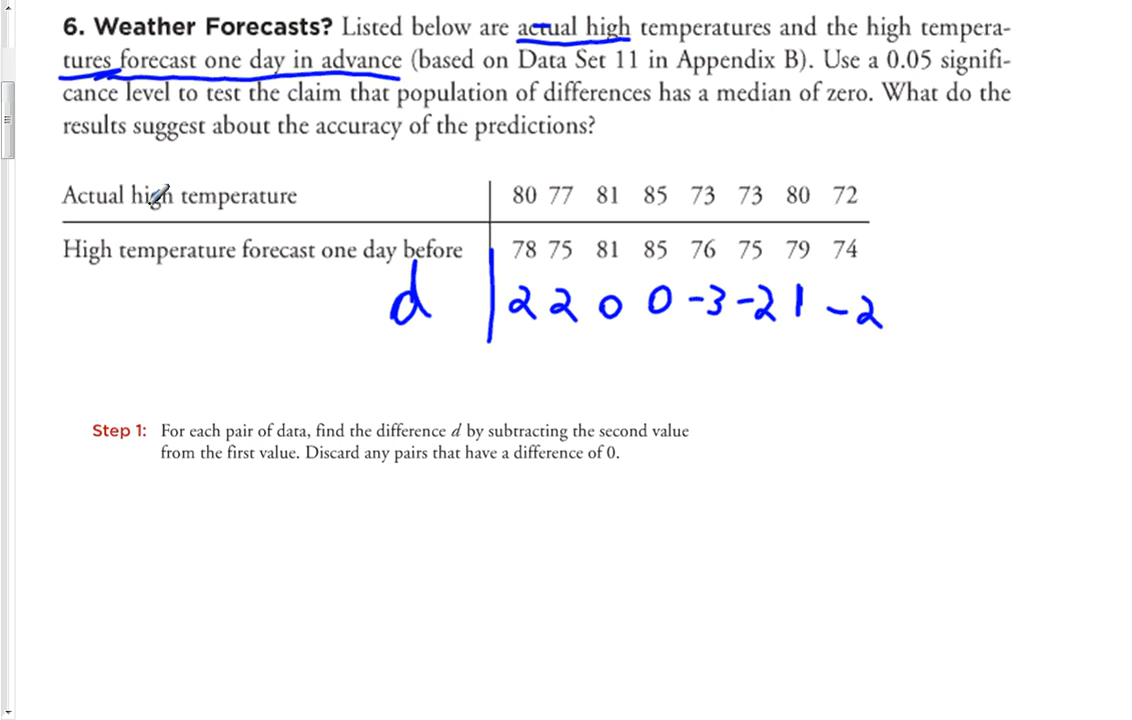 6. Weather Forecasts? Listed below are actual high temperatures and the high tempera-
tures forecast one day in advance (based on Data Set 11 in Appendix B). Use a 0.05 signifi-
cance level to test the claim that population of differences has a median of zero. What do the
results suggest about the accuracy of the predictions?
Actual high temperature 80 77 81 85 73 73 80 72
High temperature forecast one day before 78 75 81 85 76 75 79 74
d 2 2 0 0 -3 -2 1 -2
Step 1: For each pair of data, find the difference d by subtracting the second value
from the first value. Discard any pairs that have a difference of 0.